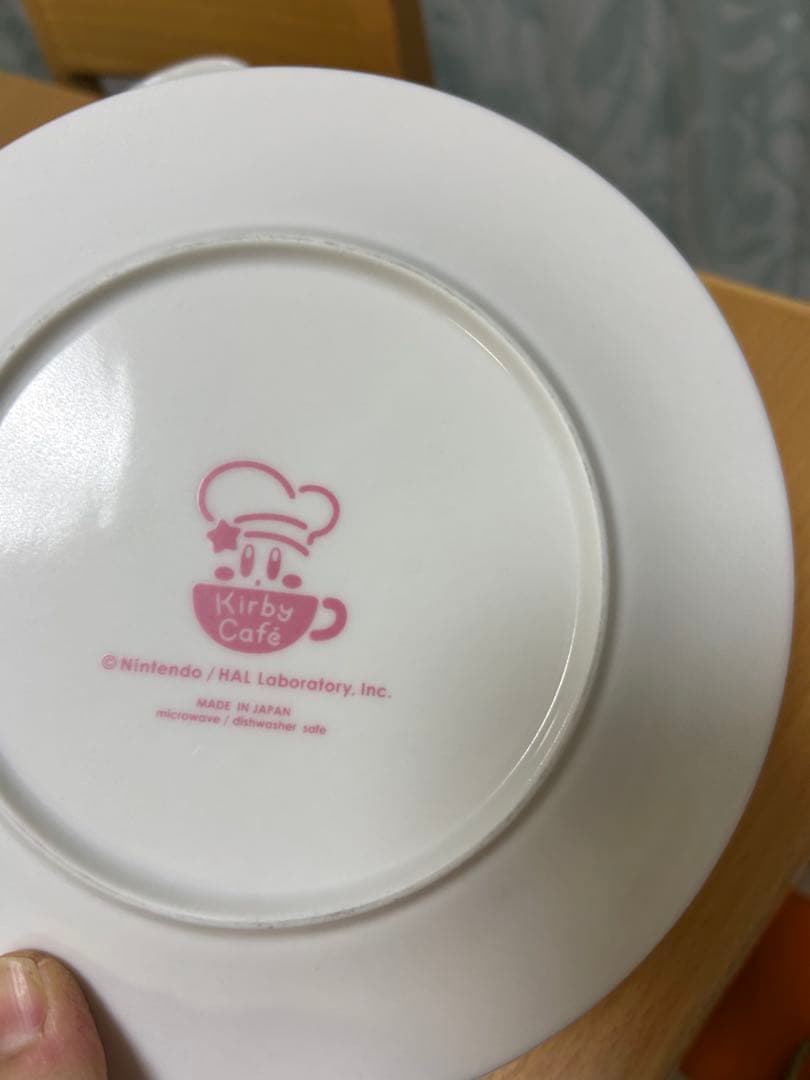 Kirby
Café
©Nintendo / HAL Laboratory, Inc.
MADE IN JAPAN
microwave / dishwasher safe